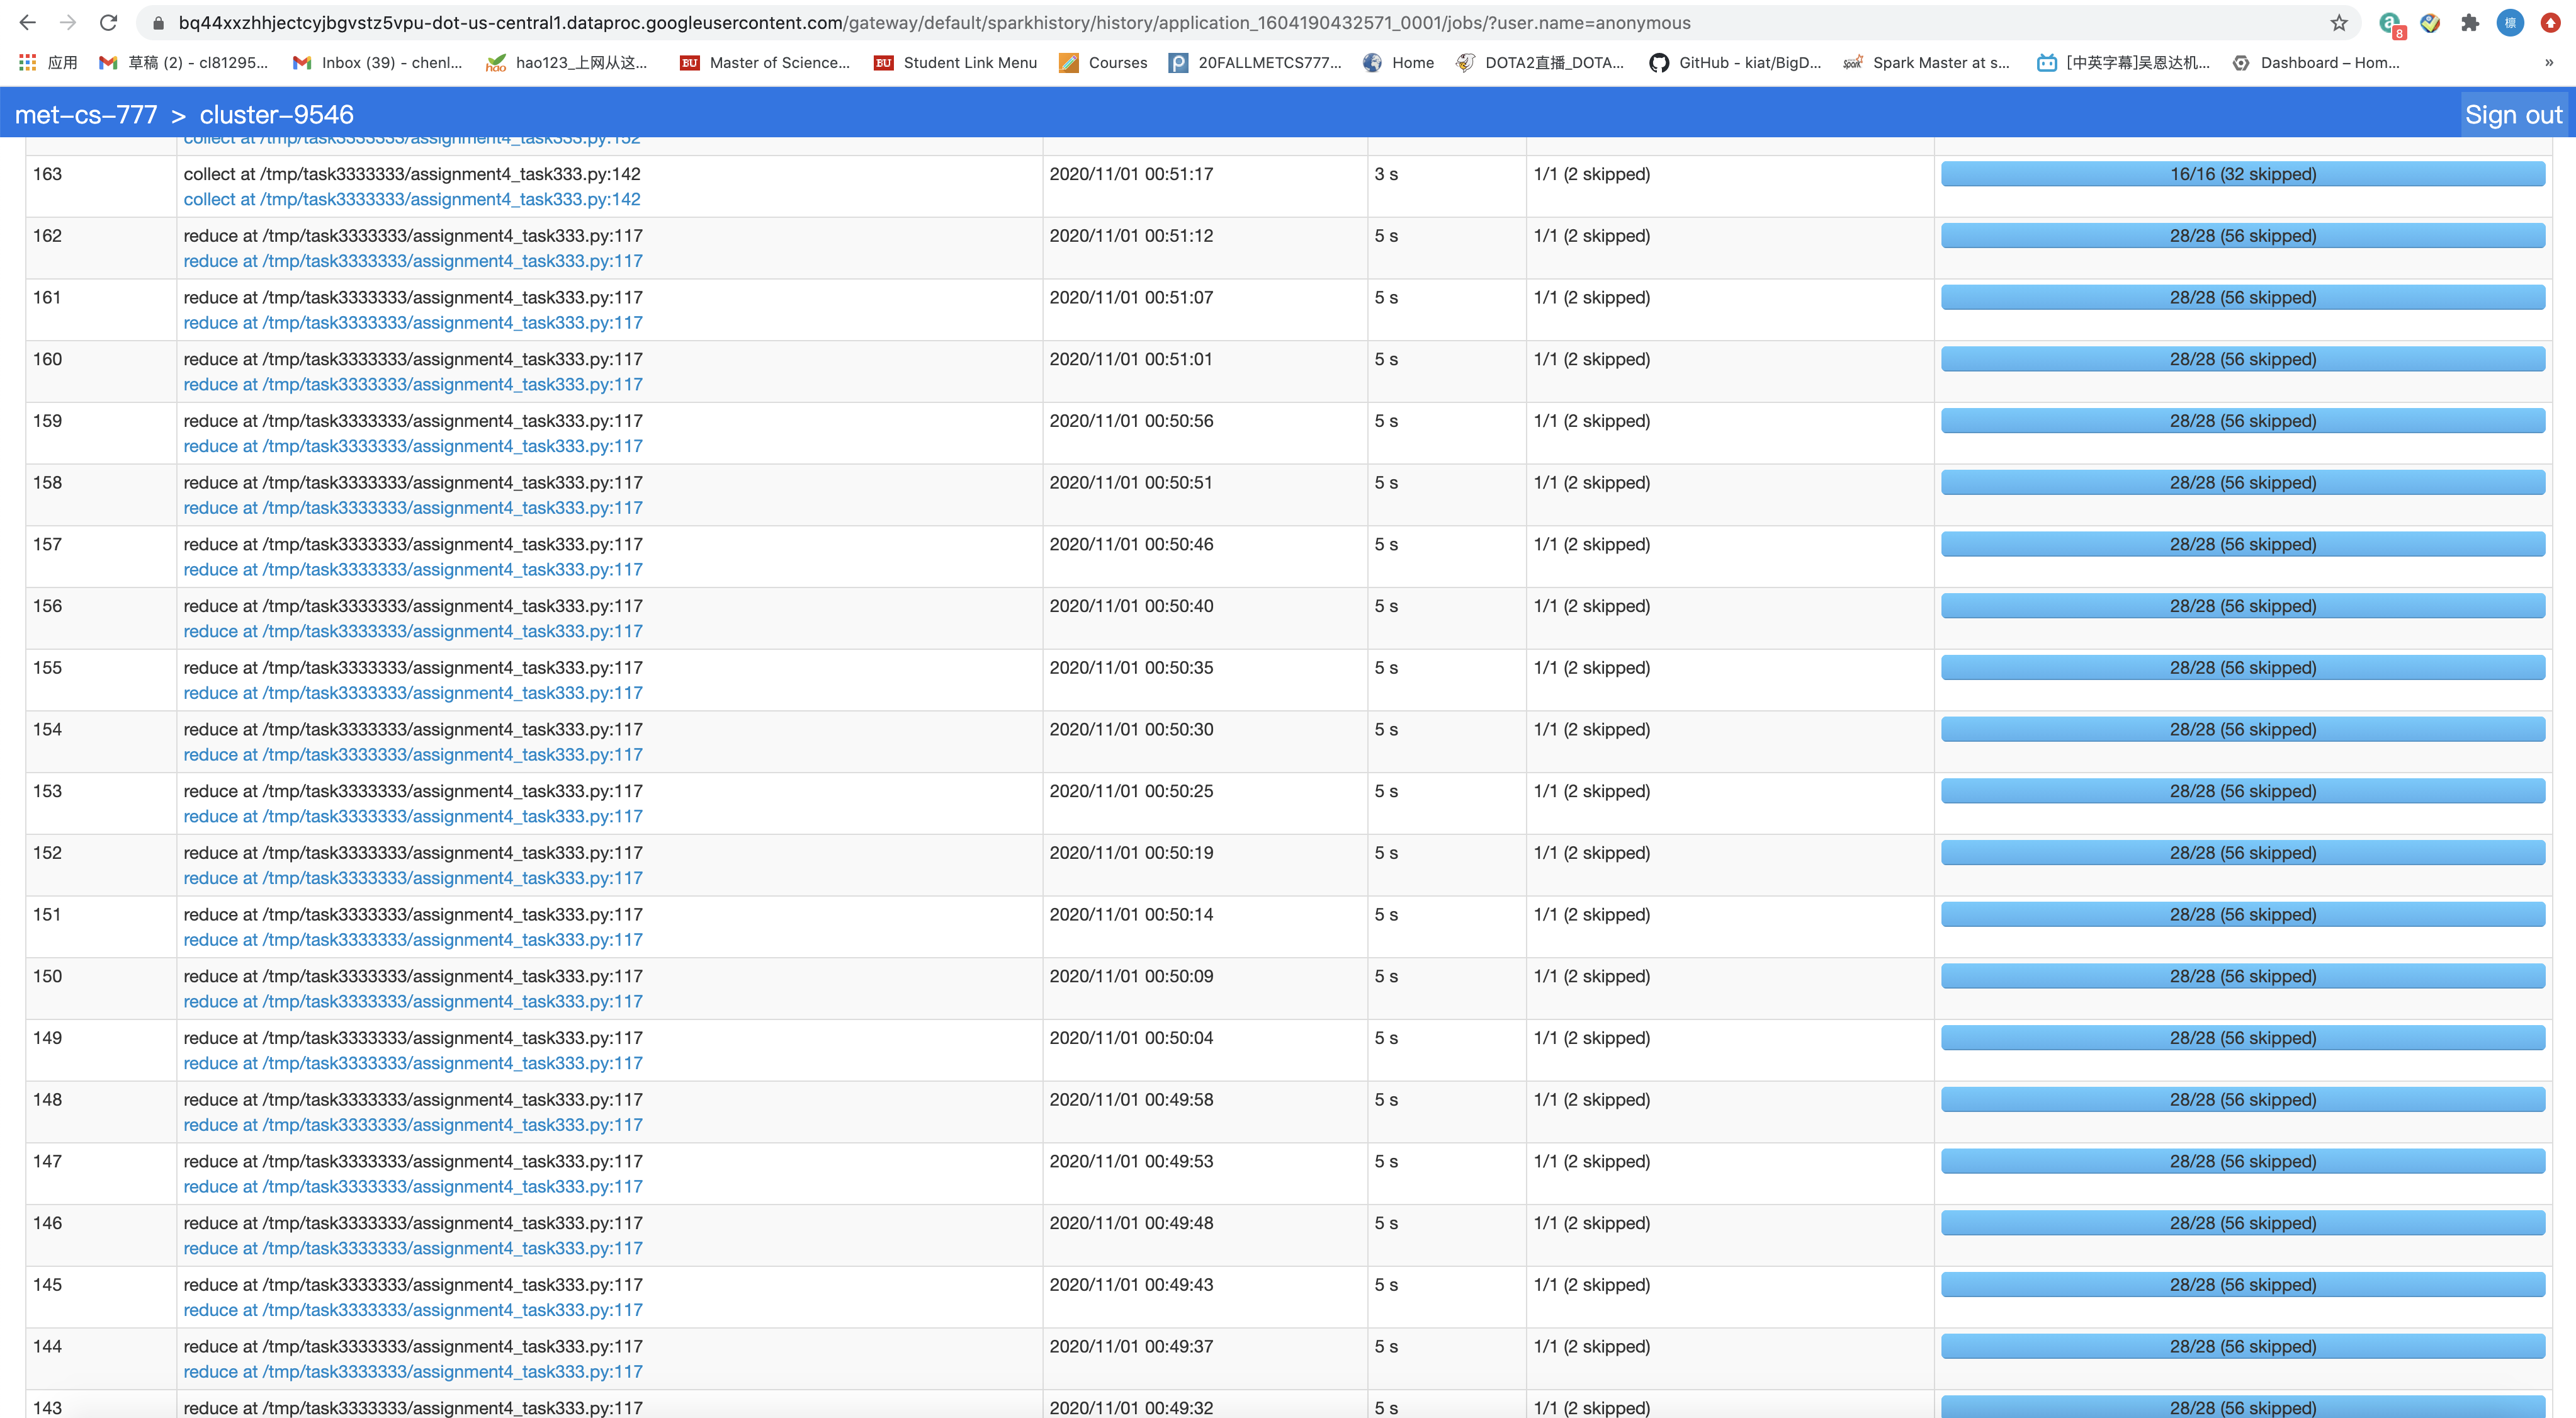 bq44xxzhhjectcyjbgvstz5vpu-dot-us-central1.dataproc.googleusercontent.com/gateway/default/sparkhistory/history/application_1604190432571_0001/jobs/?user.name=anonymous
8
应用 草稿 (2) - cl81295... Inbox (39) - chenl... hao123_上网从这... Master of Science... Student Link Menu Courses 20FALLMETCS777... Home DOTA2直播_DOTA... GitHub - kiat/BigD... Spark Master at s... [中英字幕]吴恩达机... Dashboard – Hom... »
met-cs-777 > cluster-9546 Sign out
collect at /tmp/task3333333/assignment4_task333.py:152
163 collect at /tmp/task3333333/assignment4_task333.py:142 2020/11/01 00:51:17 3 s 1/1 (2 skipped) 16/16 (32 skipped)
collect at /tmp/task3333333/assignment4_task333.py:142
162 reduce at /tmp/task3333333/assignment4_task333.py:117 2020/11/01 00:51:12 5 s 1/1 (2 skipped) 28/28 (56 skipped)
reduce at /tmp/task3333333/assignment4_task333.py:117
161 reduce at /tmp/task3333333/assignment4_task333.py:117 2020/11/01 00:51:07 5 s 1/1 (2 skipped) 28/28 (56 skipped)
reduce at /tmp/task3333333/assignment4_task333.py:117
160 reduce at /tmp/task3333333/assignment4_task333.py:117 2020/11/01 00:51:01 5 s 1/1 (2 skipped) 28/28 (56 skipped)
reduce at /tmp/task3333333/assignment4_task333.py:117
159 reduce at /tmp/task3333333/assignment4_task333.py:117 2020/11/01 00:50:56 5 s 1/1 (2 skipped) 28/28 (56 skipped)
reduce at /tmp/task3333333/assignment4_task333.py:117
158 reduce at /tmp/task3333333/assignment4_task333.py:117 2020/11/01 00:50:51 5 s 1/1 (2 skipped) 28/28 (56 skipped)
reduce at /tmp/task3333333/assignment4_task333.py:117
157 reduce at /tmp/task3333333/assignment4_task333.py:117 2020/11/01 00:50:46 5 s 1/1 (2 skipped) 28/28 (56 skipped)
reduce at /tmp/task3333333/assignment4_task333.py:117
156 reduce at /tmp/task3333333/assignment4_task333.py:117 2020/11/01 00:50:40 5 s 1/1 (2 skipped) 28/28 (56 skipped)
reduce at /tmp/task3333333/assignment4_task333.py:117
155 reduce at /tmp/task3333333/assignment4_task333.py:117 2020/11/01 00:50:35 5 s 1/1 (2 skipped) 28/28 (56 skipped)
reduce at /tmp/task3333333/assignment4_task333.py:117
154 reduce at /tmp/task3333333/assignment4_task333.py:117 2020/11/01 00:50:30 5 s 1/1 (2 skipped) 28/28 (56 skipped)
reduce at /tmp/task3333333/assignment4_task333.py:117
153 reduce at /tmp/task3333333/assignment4_task333.py:117 2020/11/01 00:50:25 5 s 1/1 (2 skipped) 28/28 (56 skipped)
reduce at /tmp/task3333333/assignment4_task333.py:117
152 reduce at /tmp/task3333333/assignment4_task333.py:117 2020/11/01 00:50:19 5 s 1/1 (2 skipped) 28/28 (56 skipped)
reduce at /tmp/task3333333/assignment4_task333.py:117
151 reduce at /tmp/task3333333/assignment4_task333.py:117 2020/11/01 00:50:14 5 s 1/1 (2 skipped) 28/28 (56 skipped)
reduce at /tmp/task3333333/assignment4_task333.py:117
150 reduce at /tmp/task3333333/assignment4_task333.py:117 2020/11/01 00:50:09 5 s 1/1 (2 skipped) 28/28 (56 skipped)
reduce at /tmp/task3333333/assignment4_task333.py:117
149 reduce at /tmp/task3333333/assignment4_task333.py:117 2020/11/01 00:50:04 5 s 1/1 (2 skipped) 28/28 (56 skipped)
reduce at /tmp/task3333333/assignment4_task333.py:117
148 reduce at /tmp/task3333333/assignment4_task333.py:117 2020/11/01 00:49:58 5 s 1/1 (2 skipped) 28/28 (56 skipped)
reduce at /tmp/task3333333/assignment4_task333.py:117
147 reduce at /tmp/task3333333/assignment4_task333.py:117 2020/11/01 00:49:53 5 s 1/1 (2 skipped) 28/28 (56 skipped)
reduce at /tmp/task3333333/assignment4_task333.py:117
146 reduce at /tmp/task3333333/assignment4_task333.py:117 2020/11/01 00:49:48 5 s 1/1 (2 skipped) 28/28 (56 skipped)
reduce at /tmp/task3333333/assignment4_task333.py:117
145 reduce at /tmp/task3333333/assignment4_task333.py:117 2020/11/01 00:49:43 5 s 1/1 (2 skipped) 28/28 (56 skipped)
reduce at /tmp/task3333333/assignment4_task333.py:117
144 reduce at /tmp/task3333333/assignment4_task333.py:117 2020/11/01 00:49:37 5 s 1/1 (2 skipped) 28/28 (56 skipped)
reduce at /tmp/task3333333/assignment4_task333.py:117
143 reduce at /tmp/task3333333/assignment4_task333.py:117 2020/11/01 00:49:32 5 s 1/1 (2 skipped) 28/28 (56 skipped)